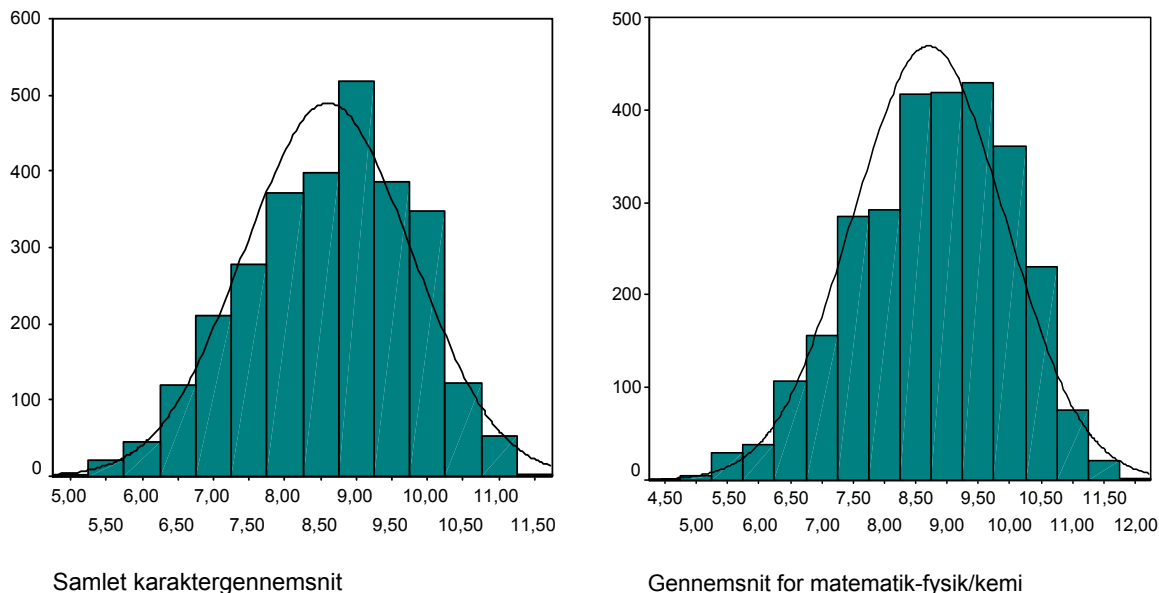 600
500
400
300
200
100
0
5,00 6,00 7,00 8,00 9,00 10,00 11,00
5,50 6,50 7,50 8,50 9,50 10,50 11,50
Samlet karaktergennemsnit
500
400
300
200
100
0
4,50 5,50 6,50 7,50 8,50 9,50 10,50 11,50
5,00 6,00 7,00 8,00 9,00 10,00 11,00 12,00
Gennemsnit for matematik-fysik/kemi